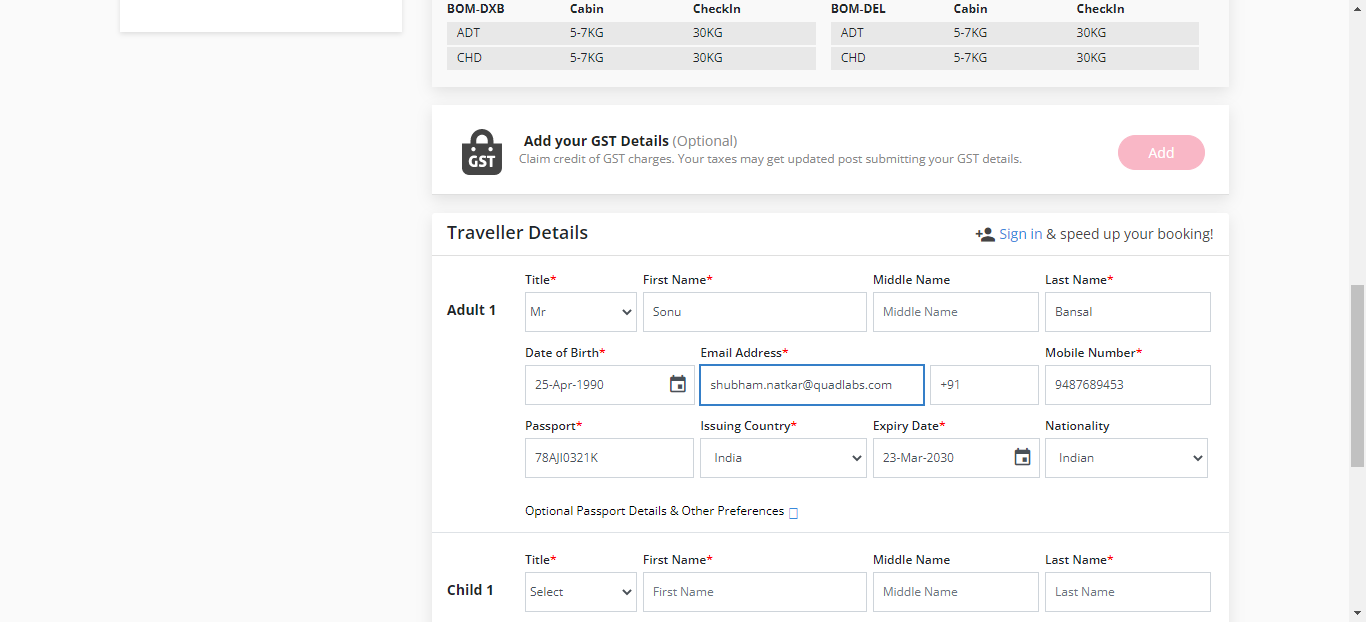 BOM-DXB Cabin CheckIn BOM-DEL Cabin CheckIn
ADT 5-7KG 30KG ADT 5-7KG 30KG
CHD 5-7KG 30KG CHD 5-7KG 30KG
GST
Add your GST Details (Optional)
Claim credit of GST charges. Your taxes may get updated post submitting your GST details.
Add
Traveller Details
Sign in & speed up your booking!
Title* First Name* Middle Name Last Name*
Adult 1 Mr Sonu Middle Name Bansal
Date of Birth* Email Address* Mobile Number*
25-Apr-1990 shubham.natkar@quadlabs.com +91 9487689453
Passport* Issuing Country* Expiry Date* Nationality
78AJI0321K India 23-Mar-2030 Indian
Optional Passport Details & Other Preferences
Title* First Name* Middle Name Last Name*
Child 1 Select First Name Middle Name Last Name